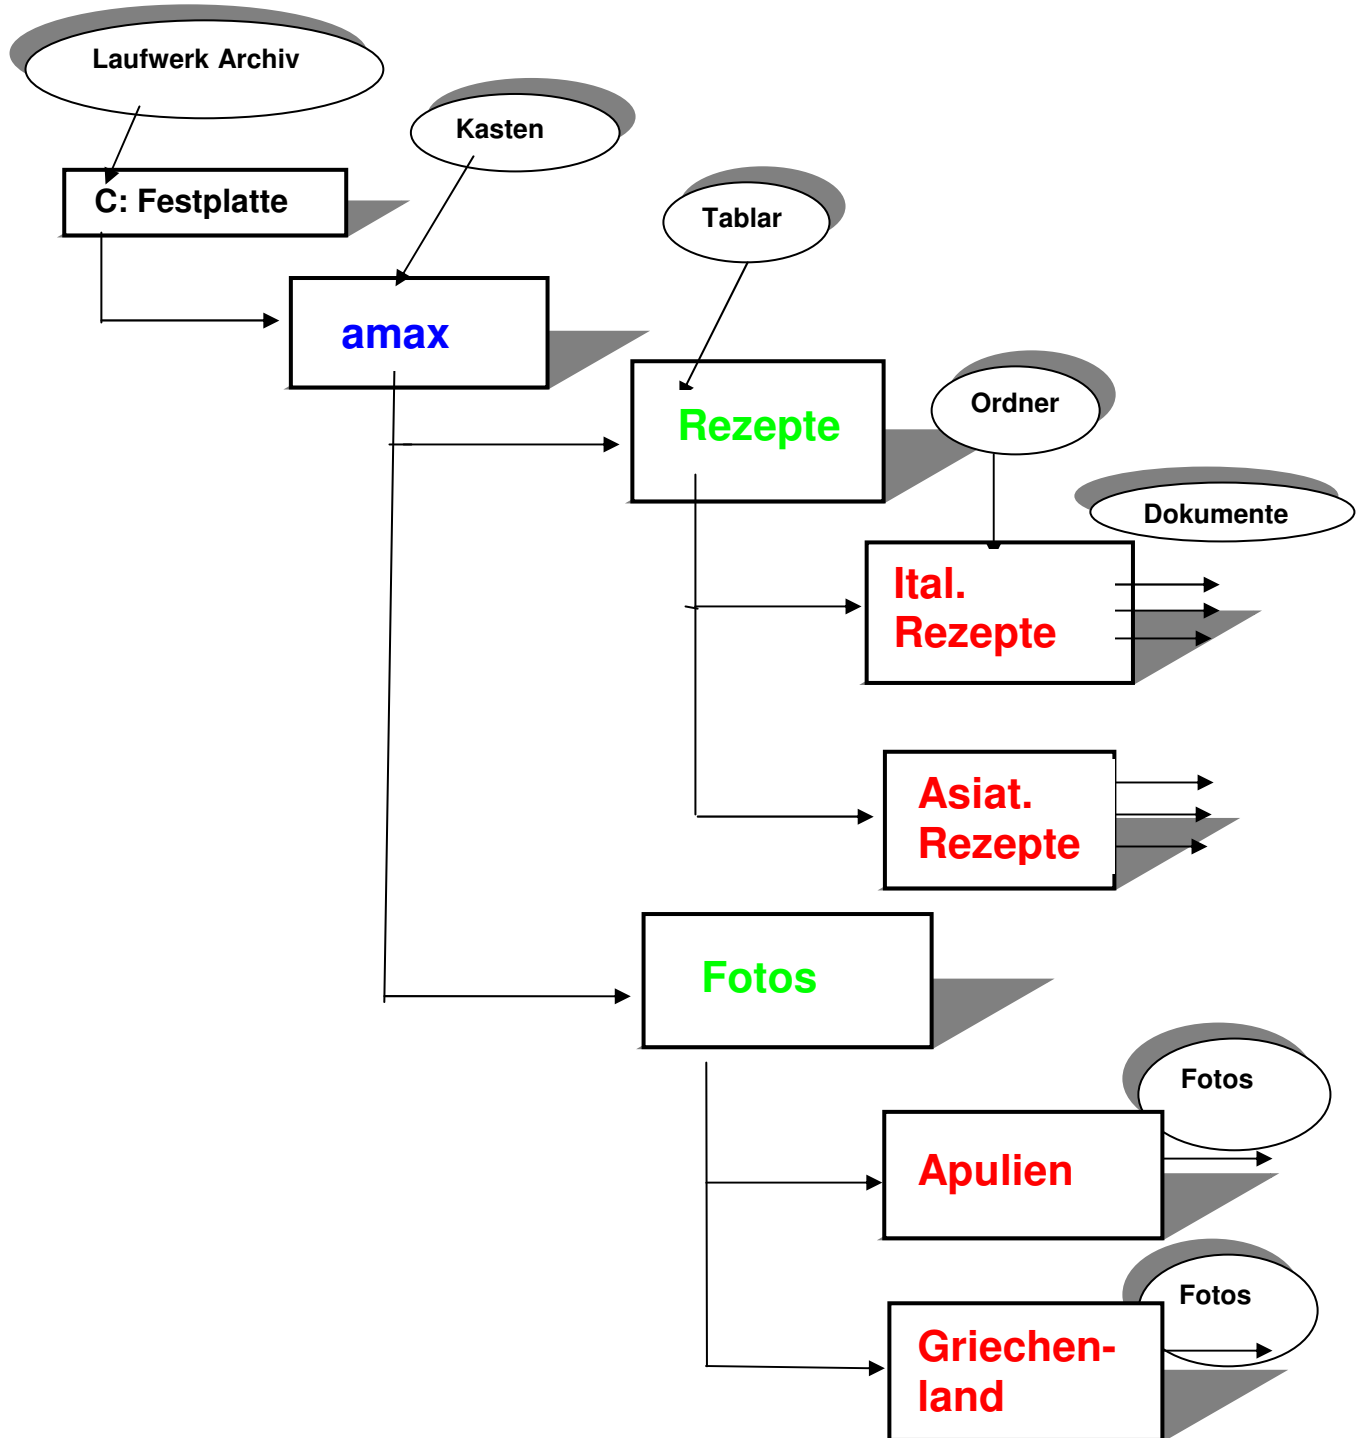 Laufwerk Archiv
Kasten
C: Festplatte
Tablar
amax
Ordner
Rezepte
Dokumente
Ital.
Rezepte
Asiat.
Rezepte
Fotos
Fotos
Apulien
Fotos
Griechen-
land